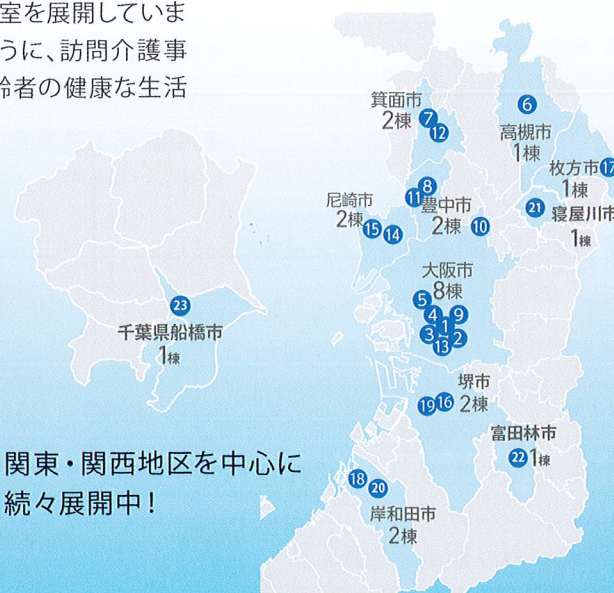 室を展開していま
うに、訪問介護事
齢者の健康な生活
箕面市
2棟
7
12
6
高槻市
1棟
枚方市
17
1棟
8
11
豊中市
2棟
10
21
寝屋川市
1棟
尼崎市
2棟
15
14
大阪市
8棟
5
4
9
1
3
2
13
23
千葉県船橋市
1棟
堺市
19
16
2棟
富田林市
22
1棟
関東・関西地区を中心に
続々展開中!
18
20
岸和田市
2棟